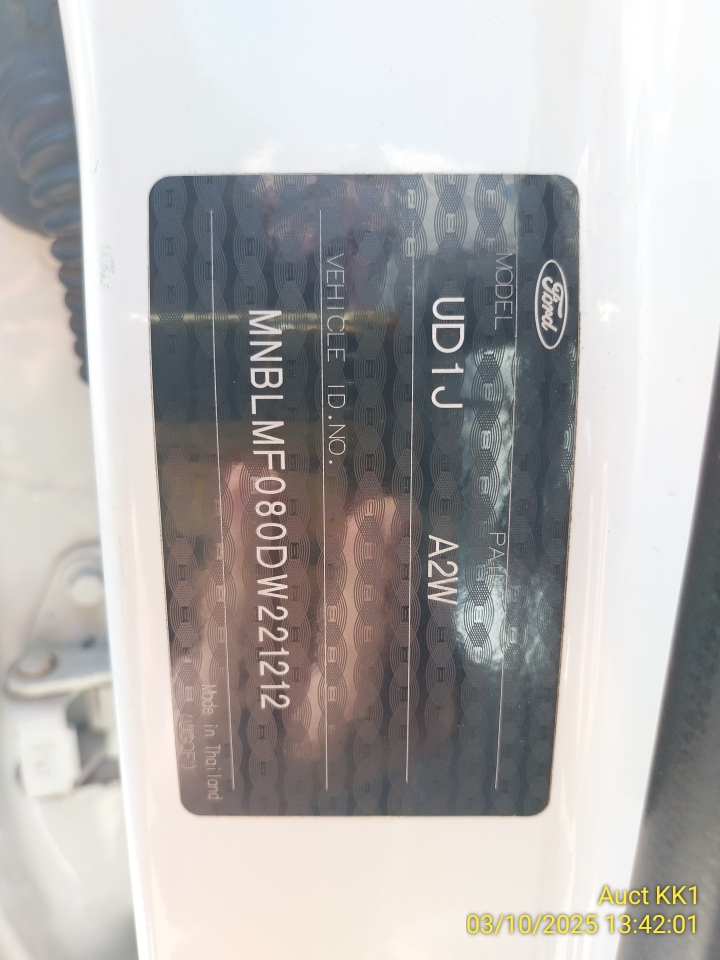 Ford
MODEL
UD1J A2W
VEHICLE ID.NO.
MNBLMF080DW221212
Made in Thailand
Auct KK1
03/10/2025 13:42:01